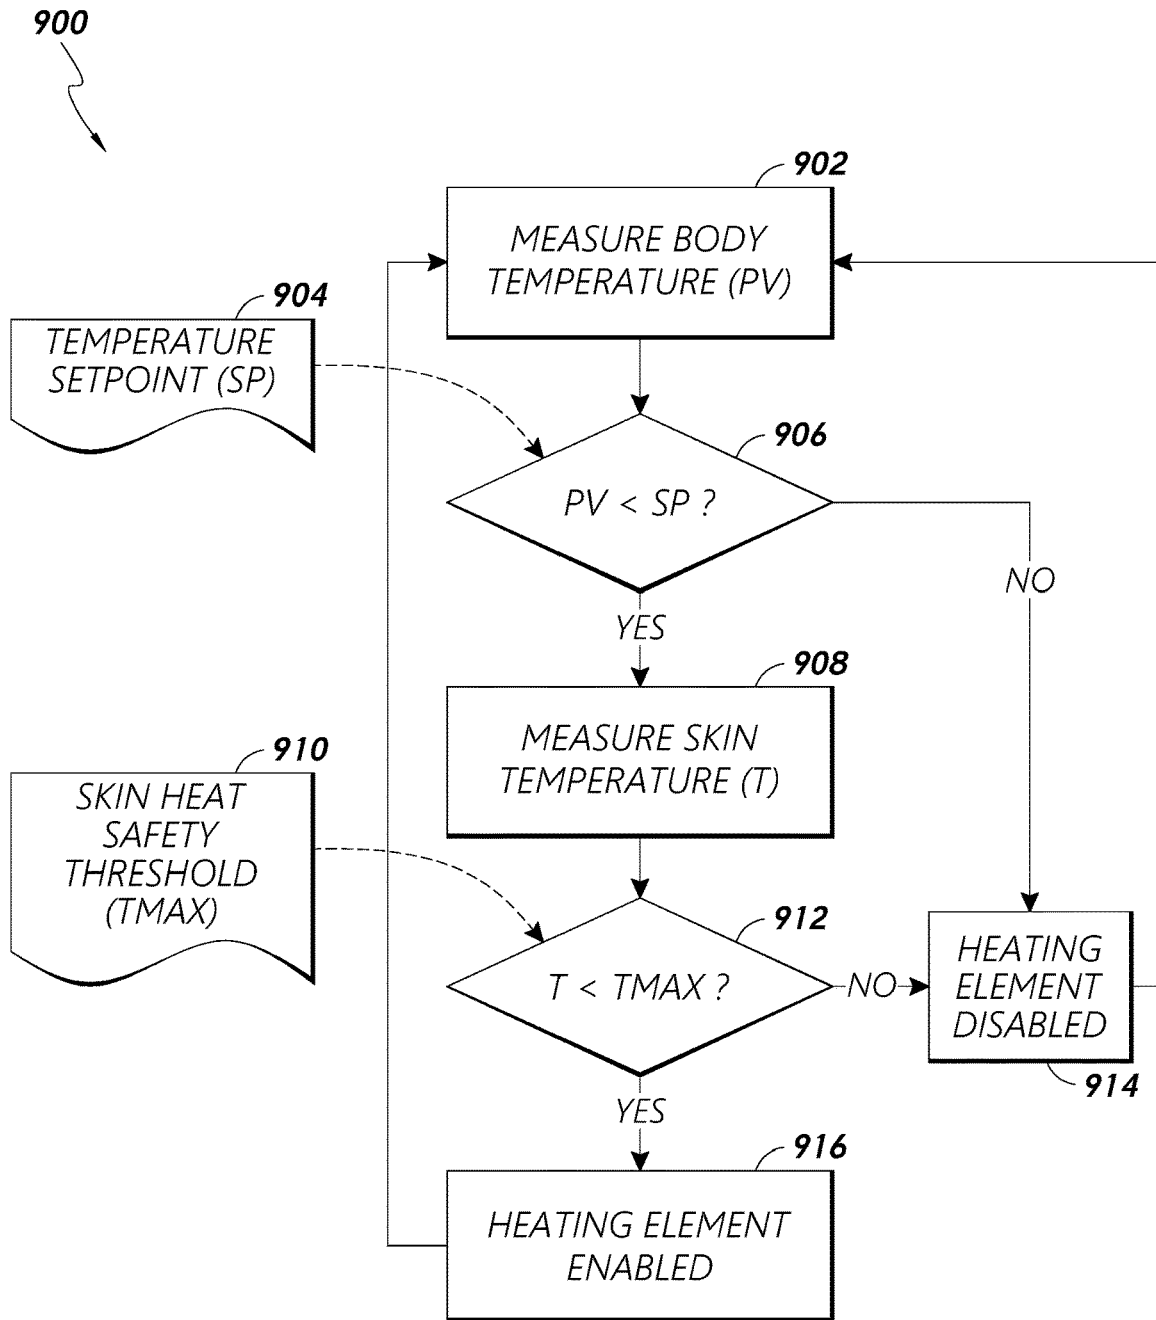 900
902
MEASURE BODY
TEMPERATURE (PV)
904
TEMPERATURE
SETPOINT (SP)
906
PV < SP ?
NO
YES
908
MEASURE SKIN
TEMPERATURE (T)
910
SKIN HEAT
SAFETY
THRESHOLD
(TMAX)
912
T < TMAX ?
NO
HEATING
ELEMENT
DISABLED
914
YES
916
HEATING ELEMENT
ENABLED